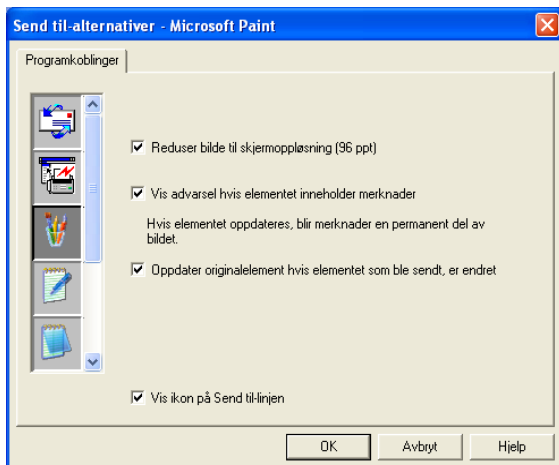 Send til-alternativer - Microsoft Paint
Programkoblinger
Reduser bilde til skjermoppløsning (96 ppt)
Vis advarsel hvis elementet inneholder merknader
Hvis elementet oppdateres, blir merknader en permanent del av
bildet.
Oppdater originalelement hvis elementet som ble sendt, er endret
Vis ikon på Send til-linjen
OK
Avbryt
Hjelp